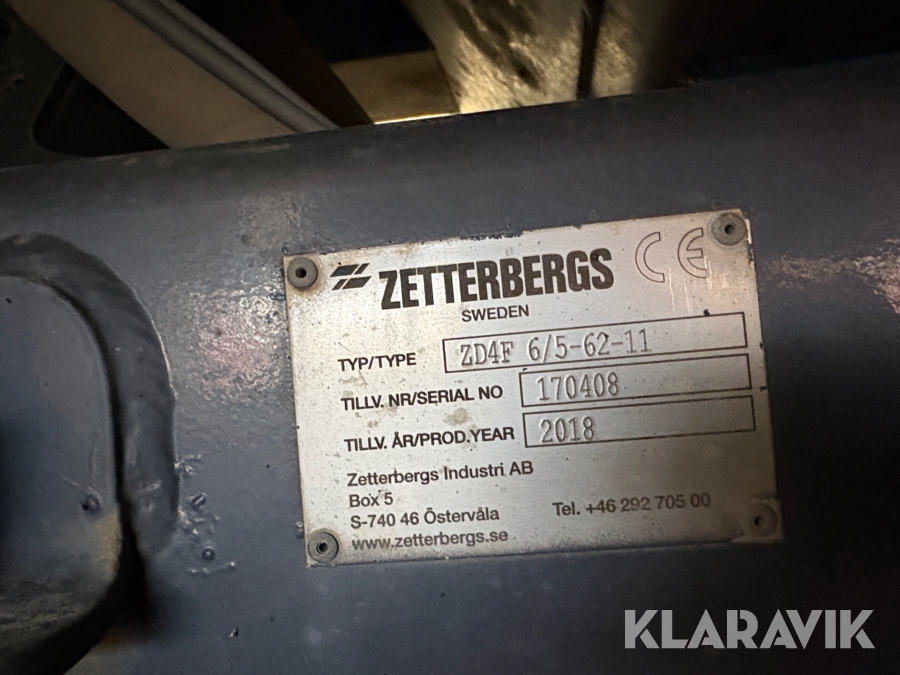 ZETTERBERGS CE
SWEDEN
TYP/TYPE ZD4F 6/5-62-11
TILLV. NR/SERIAL NO 170408
TILLV. ÅR/PROD.YEAR 2018
Zetterbergs Industri AB
Box 5
S-740 46 Östervåla Tel. +46 292 705 00
www.zetterbergs.se
KLARAVIK